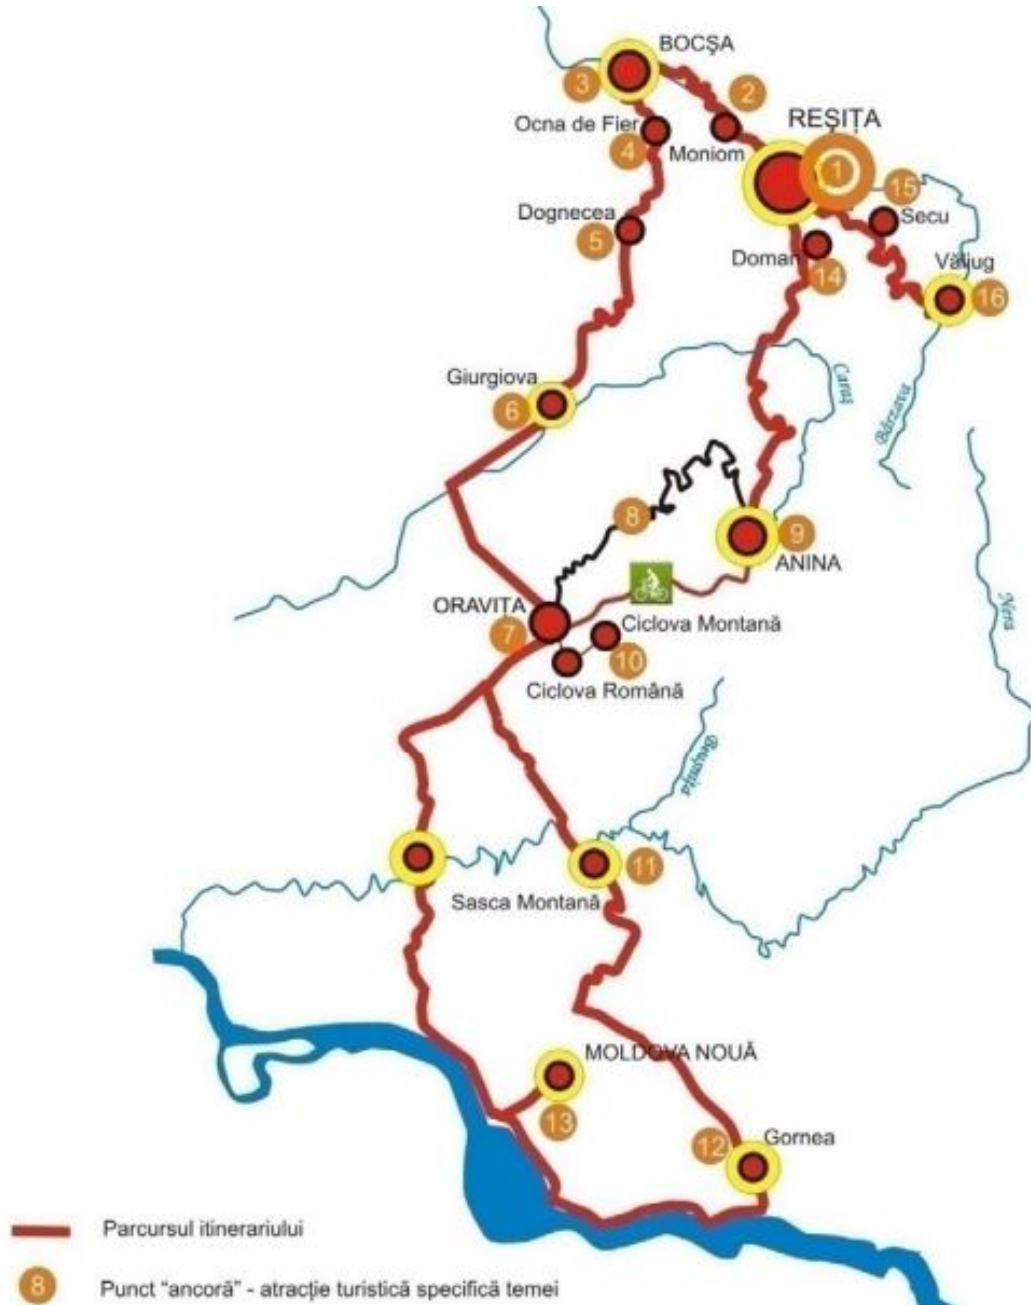 BOCŞA
3
2
Ocna de Fier
REŞIŢA
4
Moniom
1
15
Dognecea
Secu
5
Doman
Văliug
14
16
Giurgiova
Caraş
6
Bârzava
8
9
ANINA
ORAVIŢA
Nera
7
Ciclova Montană
10
Ciclova Română
Beuşniţa
11
Sasca Montană
MOLDOVA NOUĂ
13
12
Gornea
Parcursul itinerariului
8
Punct "ancoră" - atracţie turistică specifică temei